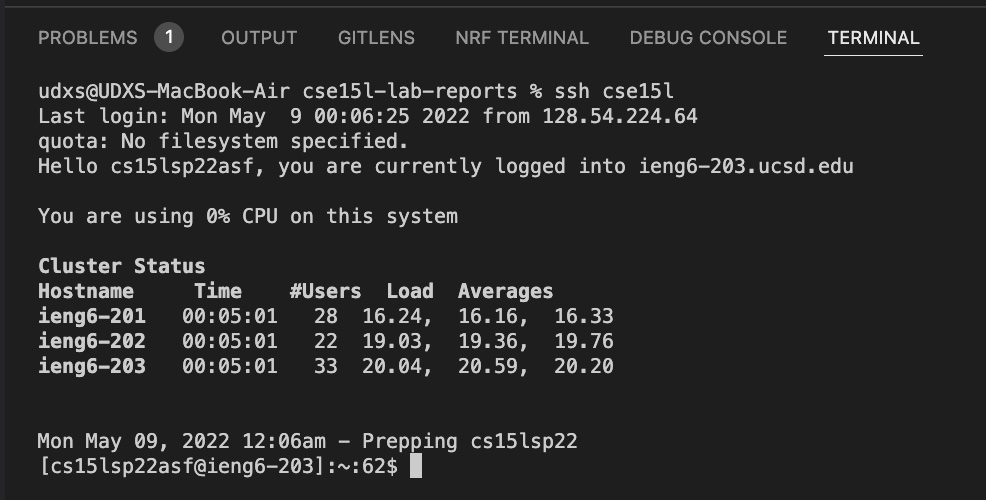 PROBLEMS 1 OUTPUT GITLENS NRF TERMINAL DEBUG CONSOLE TERMINAL
udxs@UDXS-MacBook-Air cse15l-lab-reports % ssh cse15l
Last login: Mon May  9 00:06:25 2022 from 128.54.224.64
quota: No filesystem specified.
Hello cs15lsp22asf, you are currently logged into ieng6-203.ucsd.edu
You are using 0% CPU on this system
Cluster Status
Hostname     Time    #Users  Load  Averages
ieng6-201   00:05:01   28  16.24,  16.16,  16.33
ieng6-202   00:05:01   22  19.03,  19.36,  19.76
ieng6-203   00:05:01   33  20.04,  20.59,  20.20
Mon May 09, 2022 12:06am - Prepping cs15lsp22
[cs15lsp22asf@ieng6-203]:~:62$